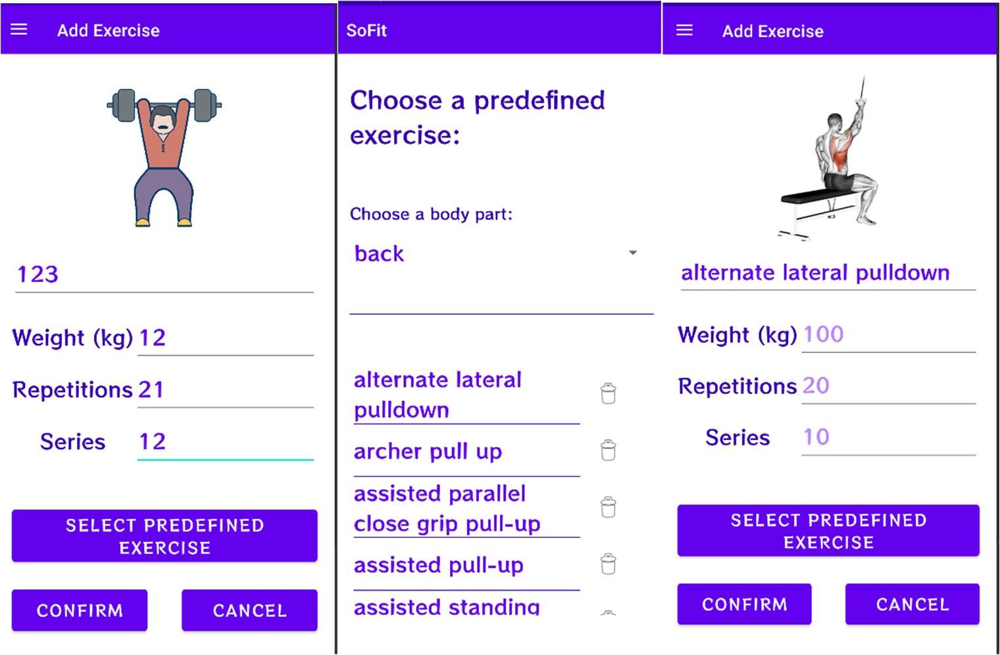 Add Exercise
123
Weight (kg) 12
Repetitions 21
Series 12
SELECT PREDEFINED
EXERCISE
CONFIRM CANCEL
SoFit
Choose a predefined
exercise:
Choose a body part:
back
alternate lateral
pulldown
archer pull up
assisted parallel
close grip pull-up
assisted pull-up
assisted standing
Add Exercise
alternate lateral pulldown
Weight (kg) 100
Repetitions 20
Series 10
SELECT PREDEFINED
EXERCISE
CONFIRM CANCEL